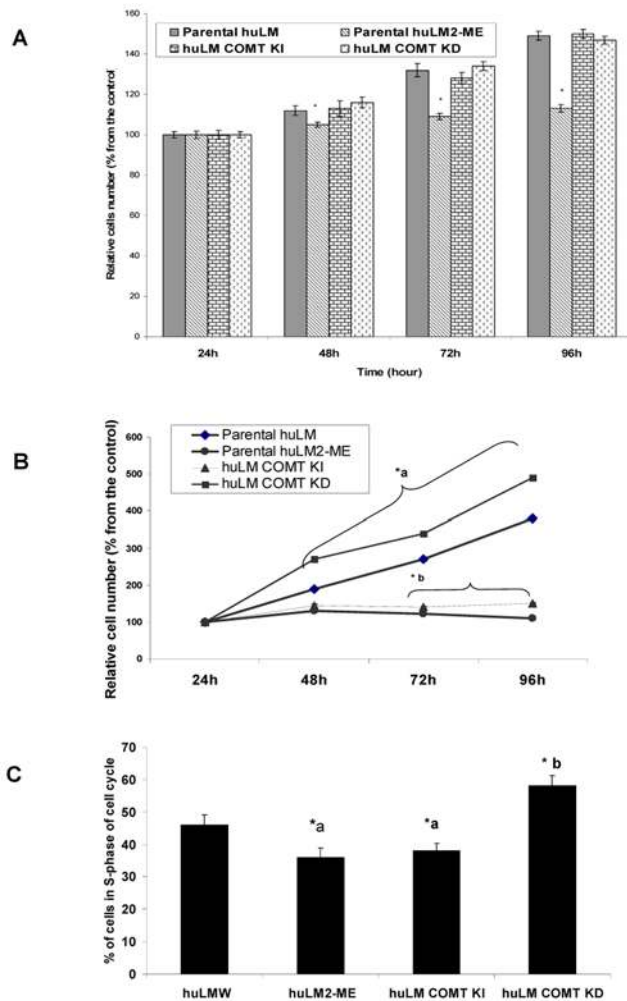 A
Relative cells number (% from the control)
160
140
120
100
80
60
40
20
0
Parental huLM
Parental huLM2-ME
huLM COMT KI
huLM COMT KD
*
*
*
24h
48h
72h
96h
Time (hour)
B
Relative cell number (% from the control)
600
500
400
300
200
100
0
Parental huLM
Parental huLM2-ME
huLM COMT KI
huLM COMT KD
*a
* b
24h
48h
72h
96h
C
% of cells in S-phase of cell cycle
70
60
50
40
30
20
10
0
*a
*a
* b
huLMW
huLM2-ME
huLM COMT KI
huLM COMT KD